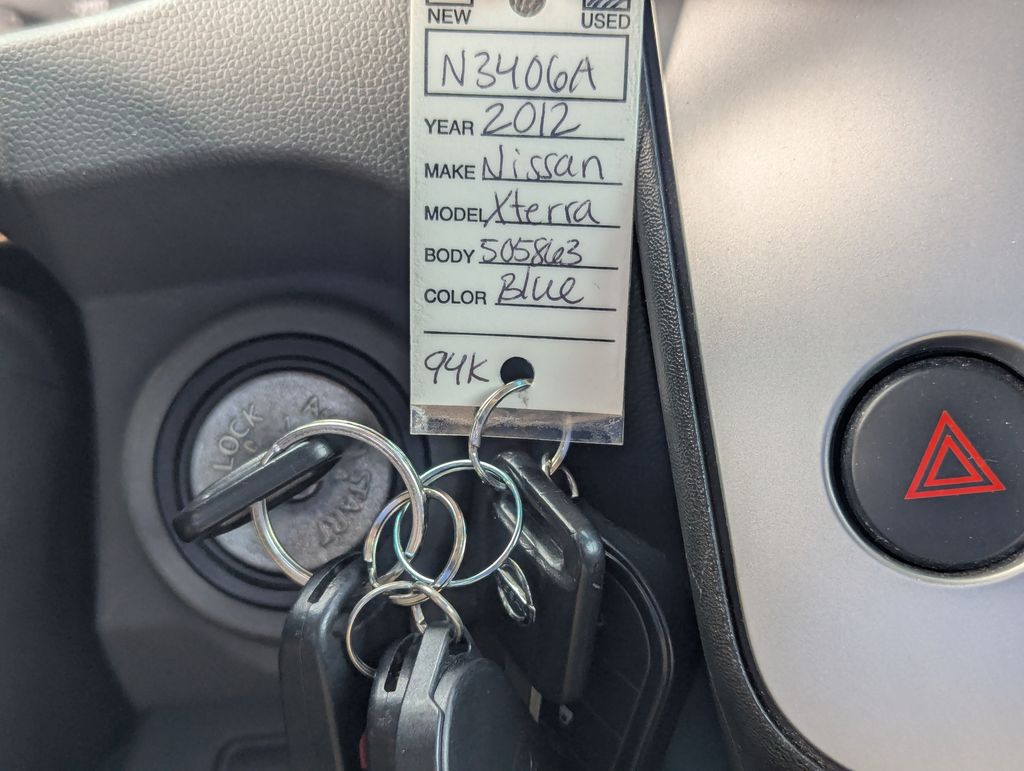 NEW USED
N3406A
YEAR 2012
MAKE Nissan
MODEL Xterra
BODY 505863
COLOR Blue
94K
LOCK
START